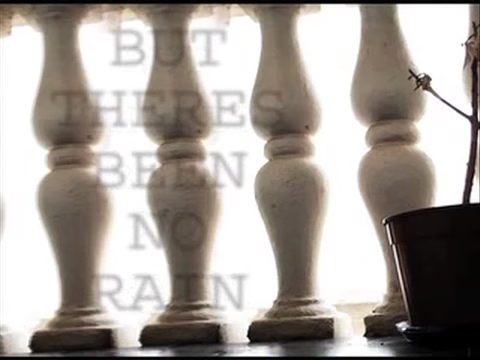 BUT
THERES
BEEN
NO
RAIN